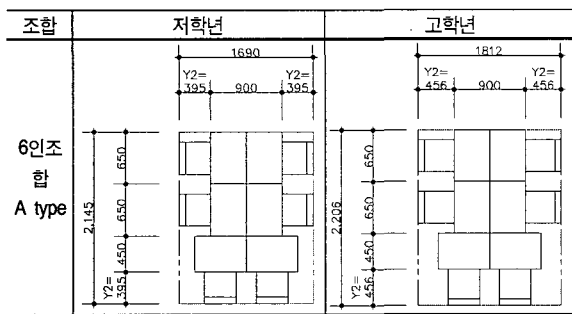 조합 저학년 고학년
1690 1812
Y2= Y2= Y2= Y2=
395 900 395 456 900 456
6인조
합
A type
2,145 650 650 450 Y2= 395
2,206 650 650 450 Y2= 456